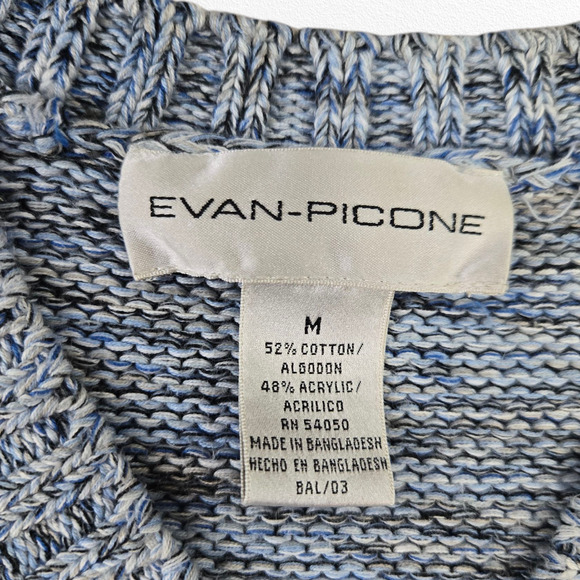 EVAN-PICONE
M
52% COTTON/
ALGODON
48% ACRYLIC/
ACRILICO
RN 54050
MADE IN BANGLADESH
HECHO EN BANGLADESH
BAL/03